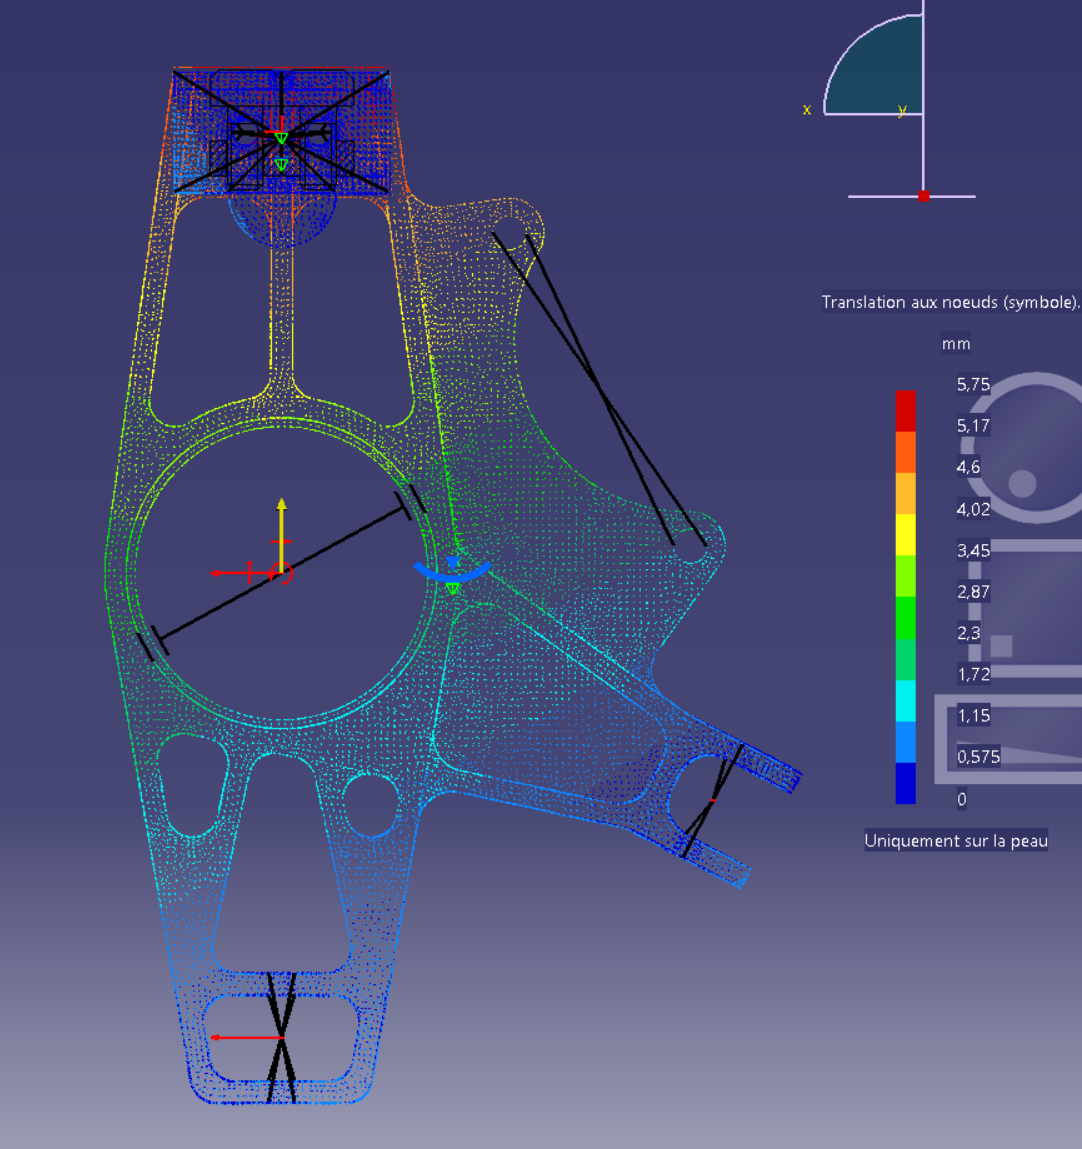 x
y
Translation aux noeuds (symbole).
mm
5,75
5,17
4,6
4,02
3,45
2,87
2,3
1,72
1,15
0,575
0
Uniquement sur la peau